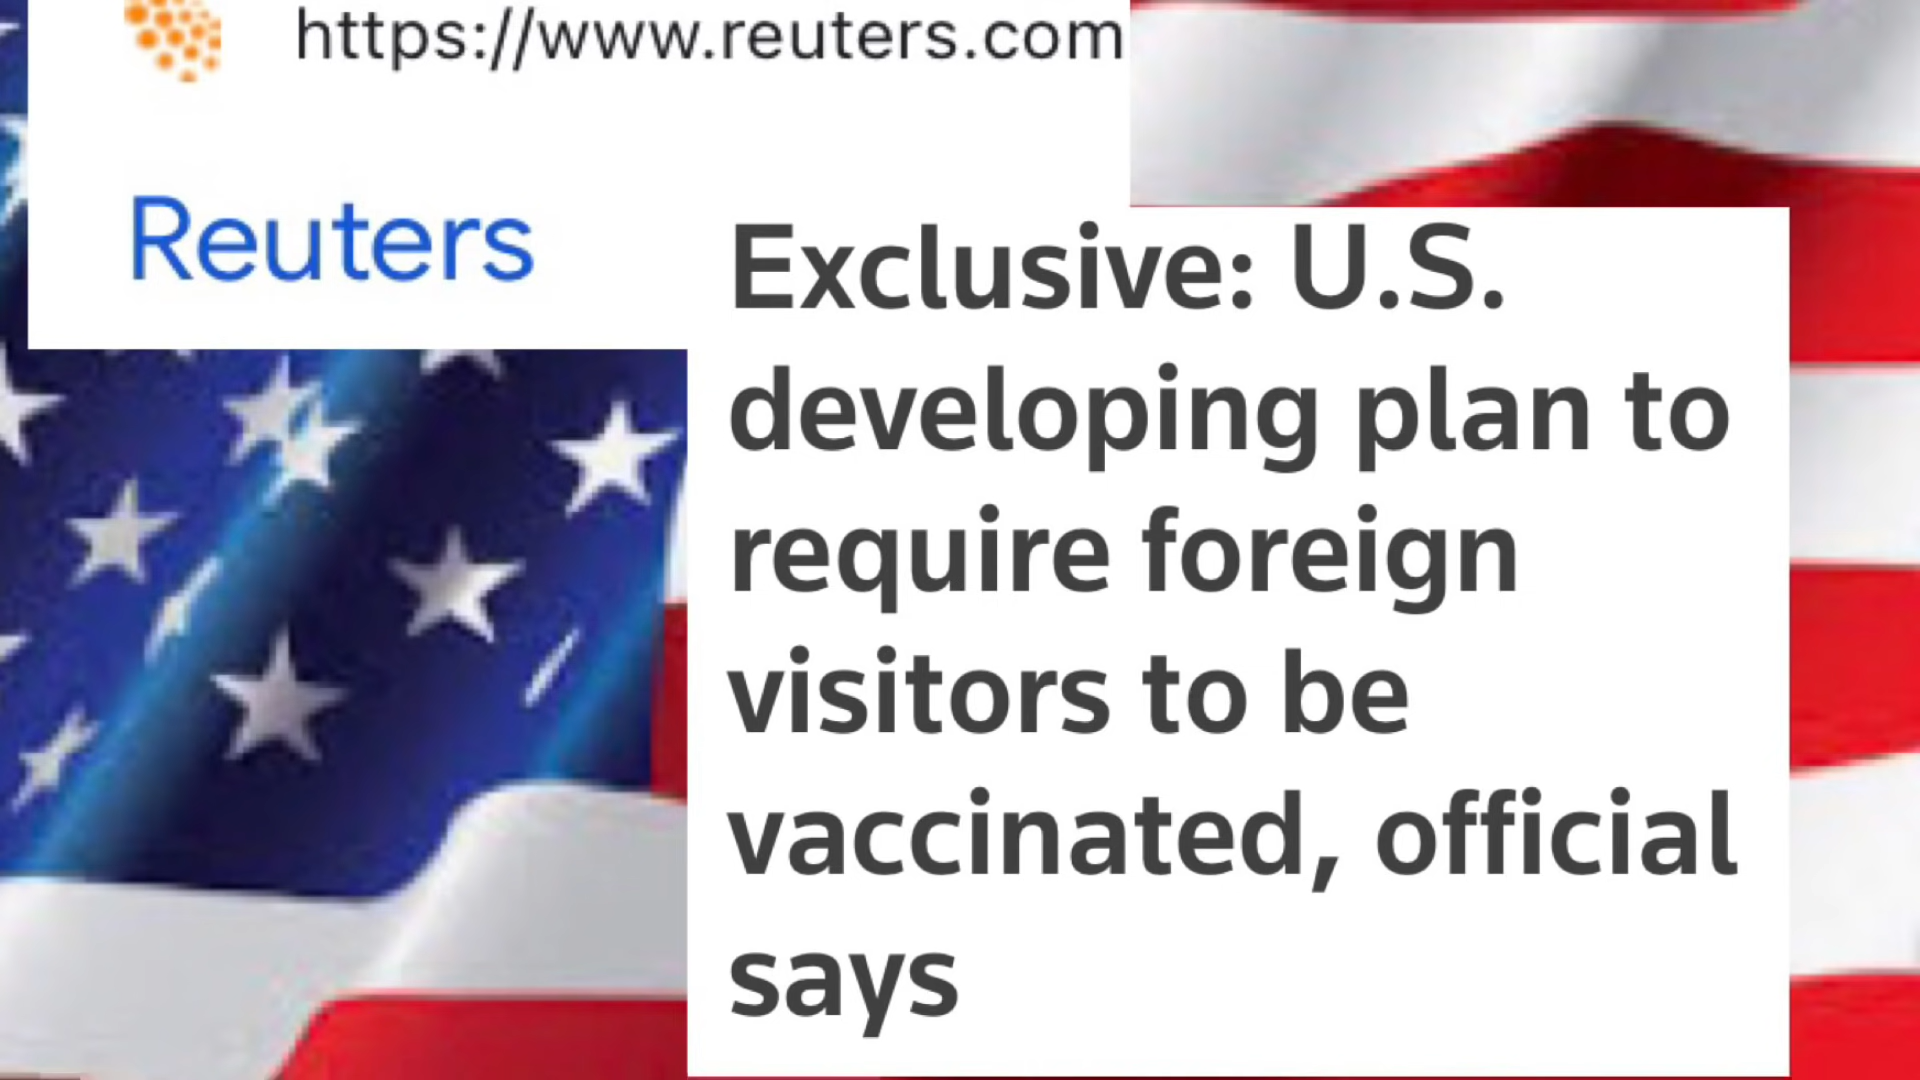 https://www.reuters.com
Reuters
Exclusive: U.S.
developing plan to
require foreign
visitors to be
vaccinated, official
says